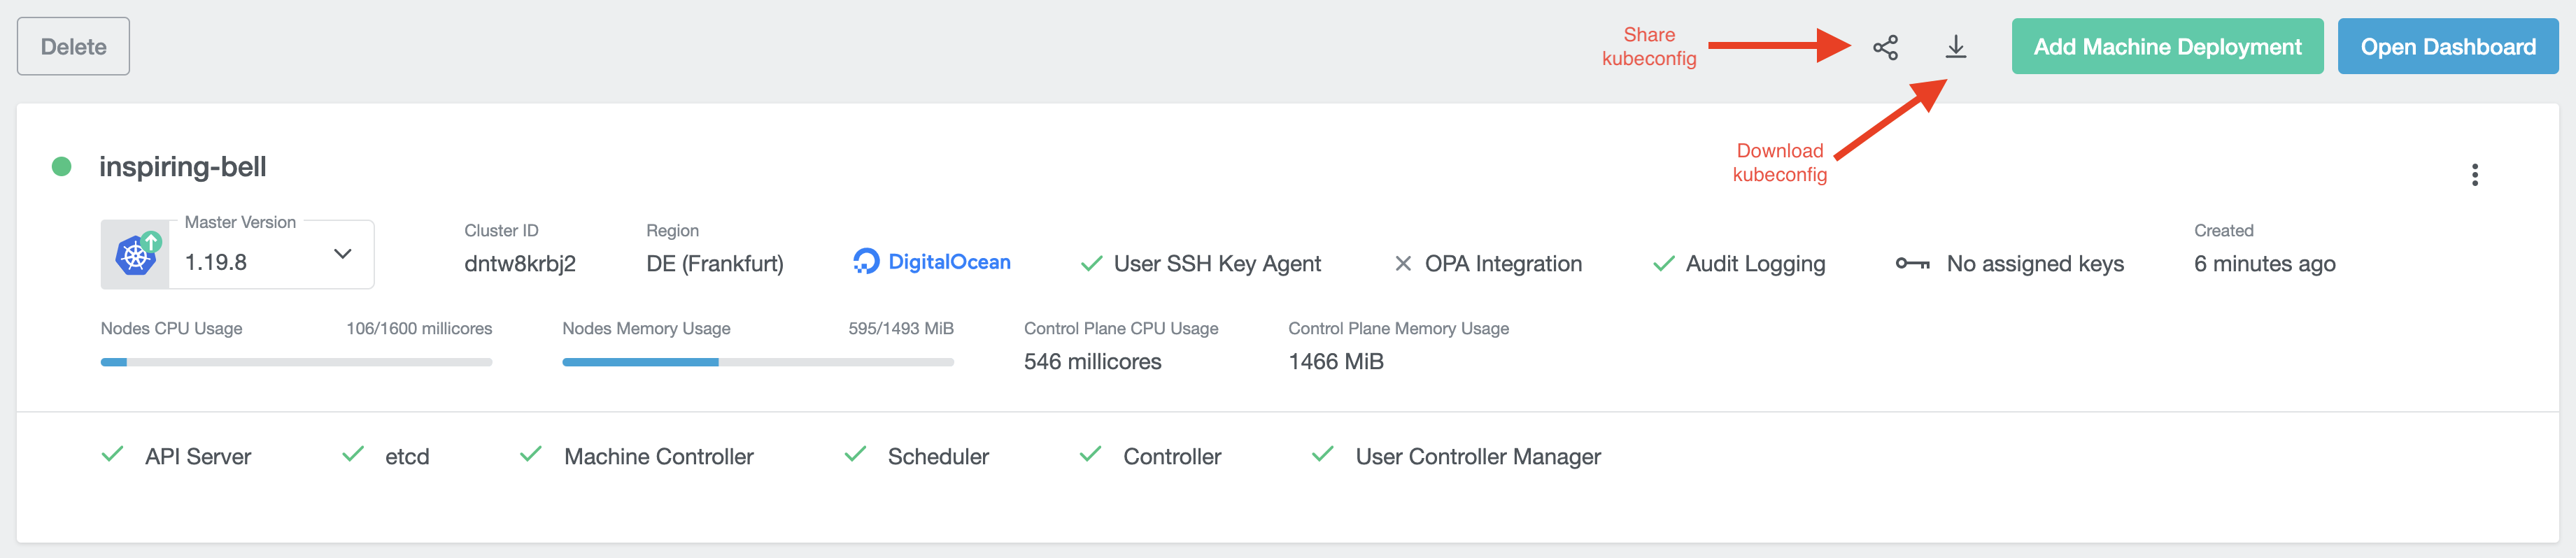 Delete
Share
kubeconfig
Add Machine Deployment
Open Dashboard
Download
kubeconfig
inspiring-bell
Master Version
1.19.8
Cluster ID
dntw8krbj2
Region
DE (Frankfurt)
DigitalOcean
User SSH Key Agent
OPA Integration
Audit Logging
No assigned keys
Created
6 minutes ago
Nodes CPU Usage
106/1600 millicores
Nodes Memory Usage
595/1493 MiB
Control Plane CPU Usage
546 millicores
Control Plane Memory Usage
1466 MiB
API Server
etcd
Machine Controller
Scheduler
Controller
User Controller Manager